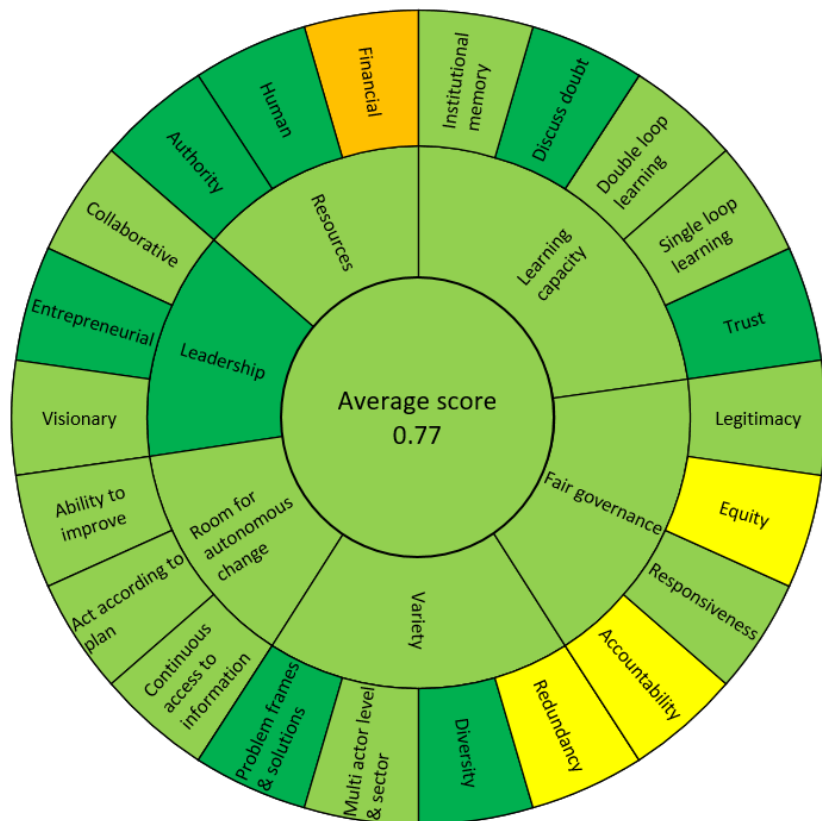 Average score
0.77
Learning
capacity
Fair governance
Variety
Room for
autonomous
change
Leadership
Resources
Institutional
memory
Discuss doubt
Double loop
learning
Single loop
learning
Trust
Legitimacy
Equity
Responsiveness
Accountability
Redundancy
Diversity
Multi actor level
& sector
Problem frames
& solutions
Continuous
access to
information
Act according to
plan
Ability to
improve
Visionary
Entrepreneurial
Collaborative
Authority
Human
Financial